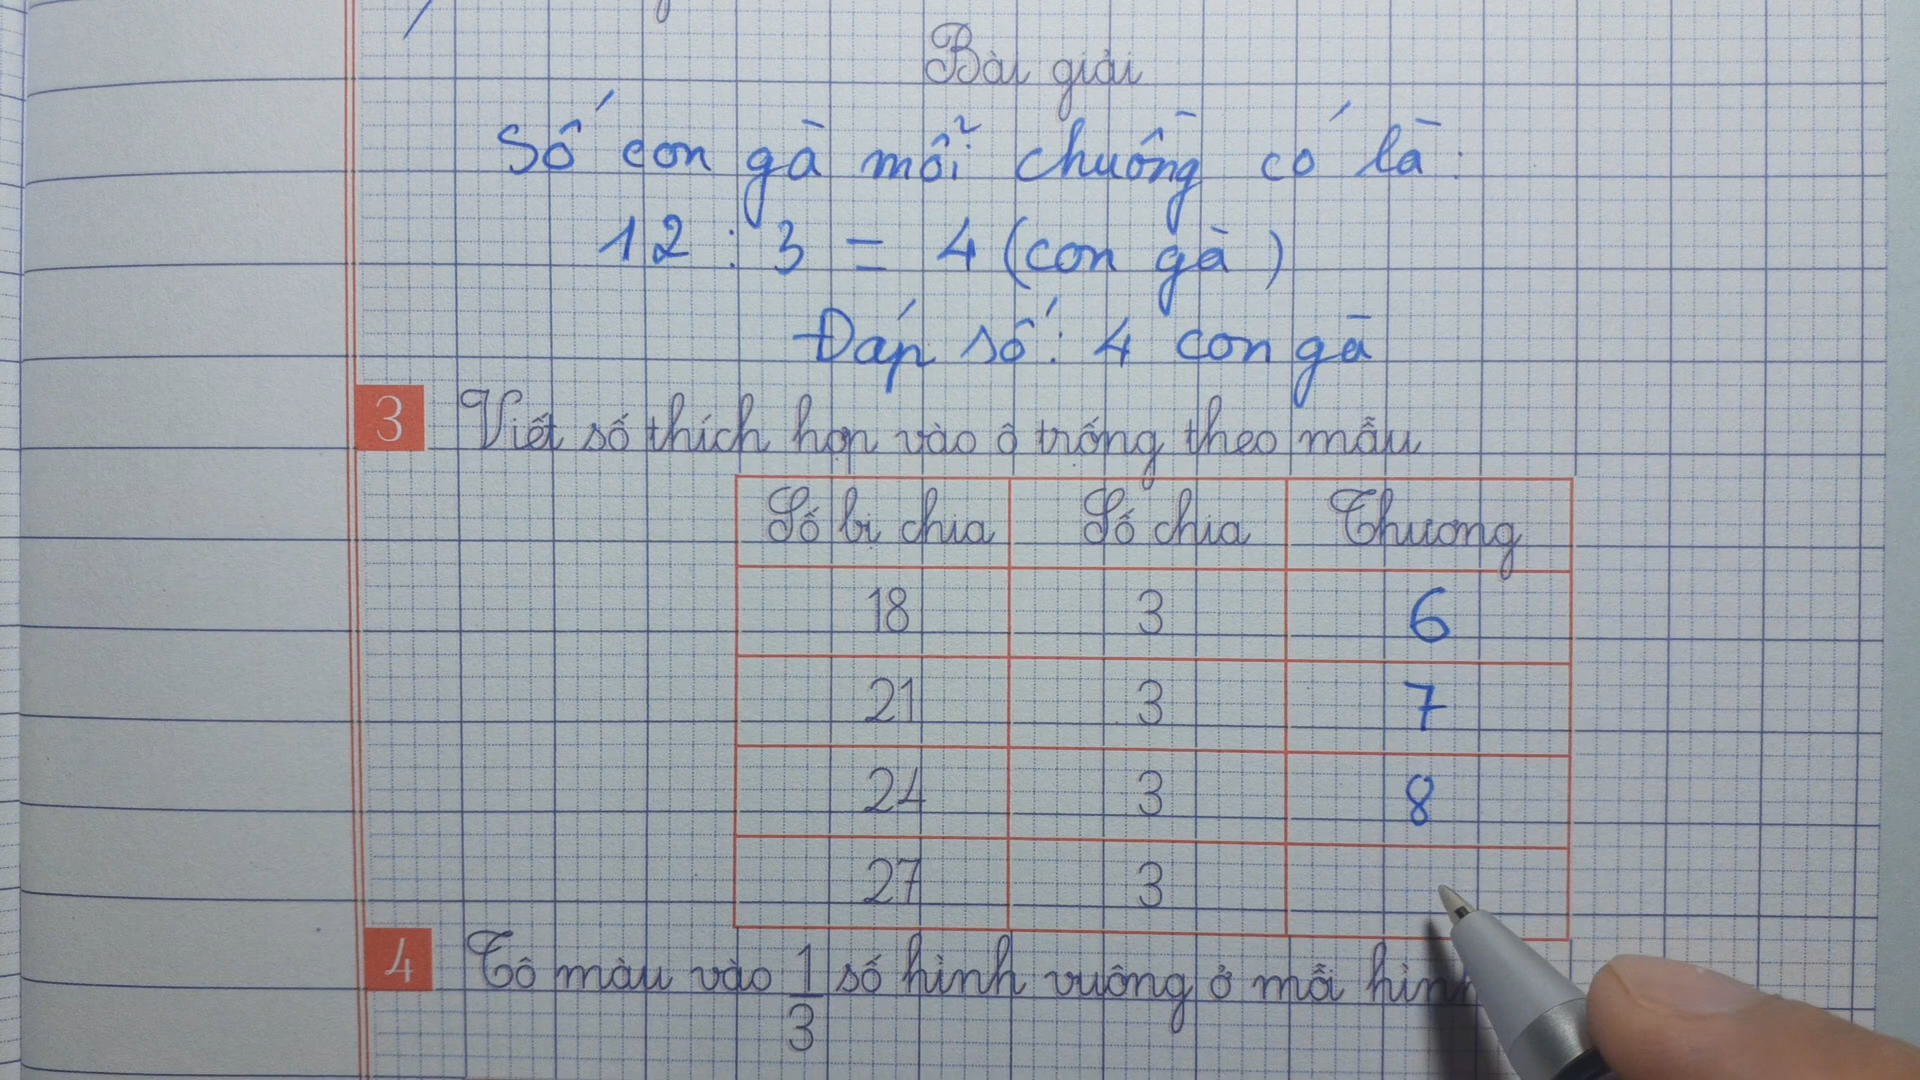 Bài giải
Số con gà mỗi chuồng có là:
12 : 3 = 4 (con gà)
Đáp số: 4 con gà
3 Viết số thích hợp vào ô trống theo mẫu
Số bị chia Số chia Thương
18 3 6
21 3 7
24 3 8
27 3
4 Tô màu vào 1/3 số hình vuông ở mỗi hình